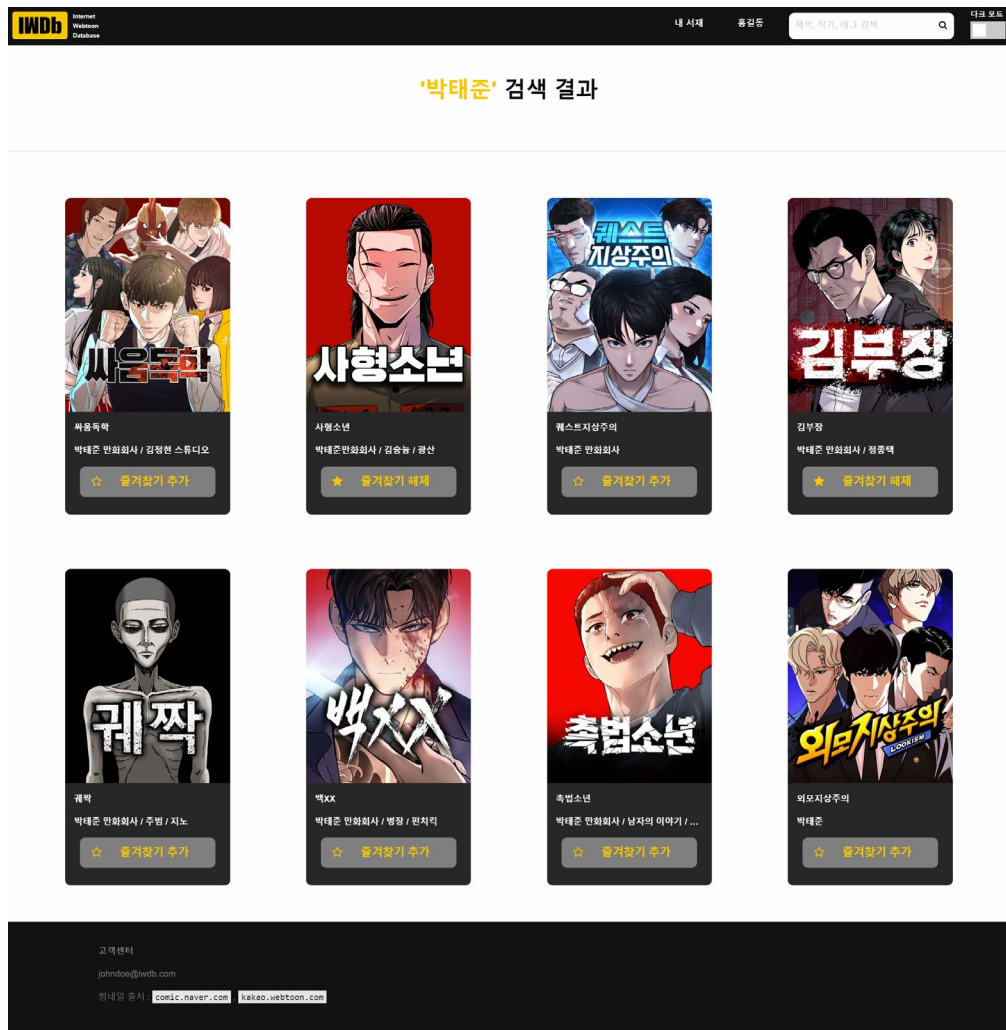 IWDb
Internet
Webtoon
Database
내 서재
홍길동
제목, 작가, 태그 검색
다크 모드
'박태준' 검색 결과
싸움독학
싸움독학
박태준 만화회사 / 김정현 스튜디오
☆ 즐겨찾기 추가
사형소년
사형소년
박태준만화회사 / 김승능 / 광산
★ 즐겨찾기 해제
퀘스트
지상주의
퀘스트지상주의
박태준 만화회사
☆ 즐겨찾기 추가
김부장
김부장
박태준 만화회사 / 정종택
★ 즐겨찾기 해제
궤짝
궤짝
박태준 만화회사 / 주범 / 지노
☆ 즐겨찾기 추가
백XX
백XX
박태준 만화회사 / 병장 / 펀치킥
☆ 즐겨찾기 추가
촉법소년
촉법소년
박태준 만화회사 / 남자의 이야기 / ...
☆ 즐겨찾기 추가
외모지상주의
LOOKISM
외모지상주의
박태준
☆ 즐겨찾기 추가
고객센터
johndoe@iwdb.com
썸네일 출처 : comic.naver.com , kakao.webtoon.com